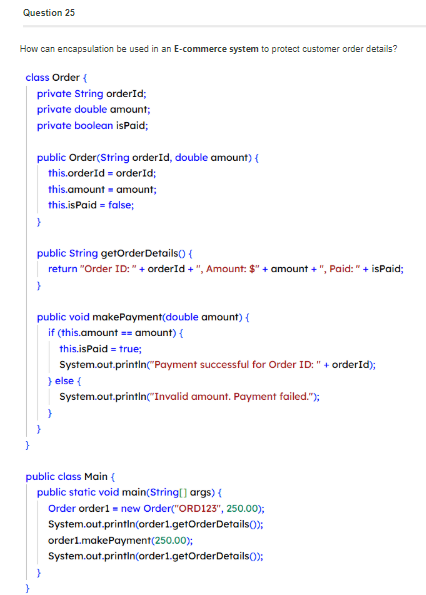 Question 25
How can encapsulation be used in an E-commerce system to protect customer order details?
class Order {
private String orderId;
private double amount;
private boolean isPaid;
public Order(String orderId, double amount) {
this.orderId = orderId;
this.amount = amount;
this.isPaid = false;
}
public String getOrderDetails() {
return "Order ID: " + orderId + ", Amount: $" + amount + ", Paid: " + isPaid;
}
public void makePayment(double amount) {
if (this.amount == amount) {
this.isPaid = true;
System.out.println("Payment successful for Order ID: " + orderId);
} else {
System.out.println("Invalid amount. Payment failed.");
}
}
}
public class Main {
public static void main(String[] args) {
Order order1 = new Order("ORD123", 250.00);
System.out.println(order1.getOrderDetails());
order1.makePayment(250.00);
System.out.println(order1.getOrderDetails());
}
}